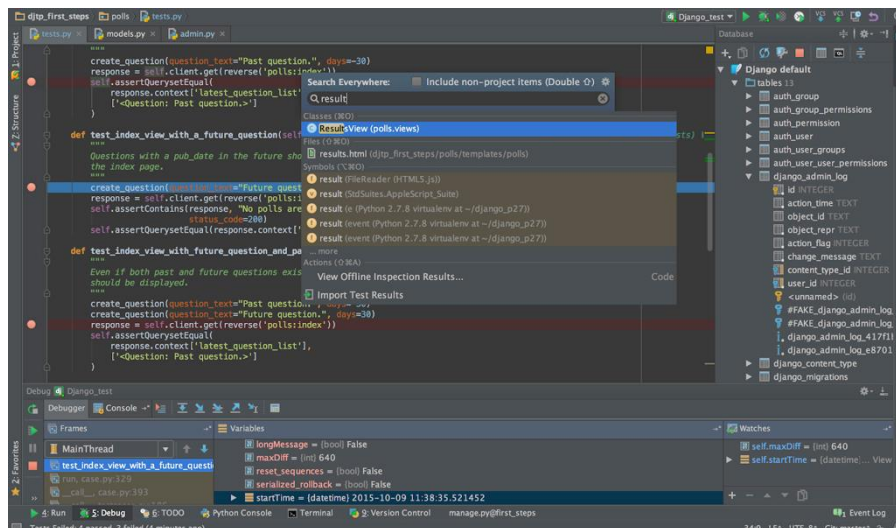 djtp_first_steps polls tests.py
Django_test
tests.py models.py admin.py
Database
"""
create_question(question_text="Past question.", days=-30)
response = self.client.get(reverse('polls:index'))
self.assertQuerysetEqual(
response.context['latest_question_list'
['<Question: Past question.>']
)
def test_index_view_with_a_future_question(self
"""
Questions with a pub_date in the future sho
the index page.
"""
create_question(question_text="Future quest
response = self.client.get(reverse('polls:i
self.assertContains(response, "No polls are
status_code=200)
self.assertQuerysetEqual(response.context['
def test_index_view_with_future_question_and_pa
"""
Even if both past and future questions exis
should be displayed.
"""
create_question(question_text="Past question.", days=-30)
create_question(question_text="Future question.", days=30)
response = self.client.get(reverse('polls:index'))
self.assertQuerysetEqual(
response.context['latest_question_list'],
['<Question: Past question.>']
)
Search Everywhere: Include non-project items (Double ⇧)
result
Classes (⌘O)
ResultsView (polls.views)
Files (⇧⌘O)
results.html (djtp_first_steps/polls/templates/polls)
Symbols (⌥⌘O)
result (FileReader (HTML5.js))
result (StdSuites.AppleScript_Suite)
result (e (Python 2.7.8 virtualenv at ~/django_p27))
result (event (Python 2.7.8 virtualenv at ~/django_p27))
result (event (Python 2.7.8 virtualenv at ~/django_p27))
... more
Actions (⇧⌘A)
View Offline Inspection Results... Code
Import Test Results
Django default
tables 13
auth_group
auth_group_permissions
auth_permission
auth_user
auth_user_groups
auth_user_user_permissions
django_admin_log
id INTEGER
action_time TEXT
object_id TEXT
object_repr TEXT
action_flag INTEGER
change_message TEXT
content_type_id INTEGER
user_id INTEGER
<unnamed> (id)
#FAKE_django_admin_log_
#FAKE_django_admin_log_
django_admin_log_417f1
django_admin_log_e8701
django_content_type
django_migrations
1: Project
7: Structure
2: Favorites
Debug Django_test
Debugger Console
Frames
Variables
Watches
MainThread
test_index_view_with_a_future_questi
run, case.py:329
__call__, case.py:393
longMessage = {bool} False
maxDiff = {int} 640
reset_sequences = {bool} False
serialized_rollback = {bool} False
startTime = {datetime} 2015-10-09 11:38:35.521452
self.maxDiff = {int} 640
self.startTime = {datetime}... View
4: Run 5: Debug 6: TODO Python Console Terminal 9: Version Control manage.py@first_steps Event Log